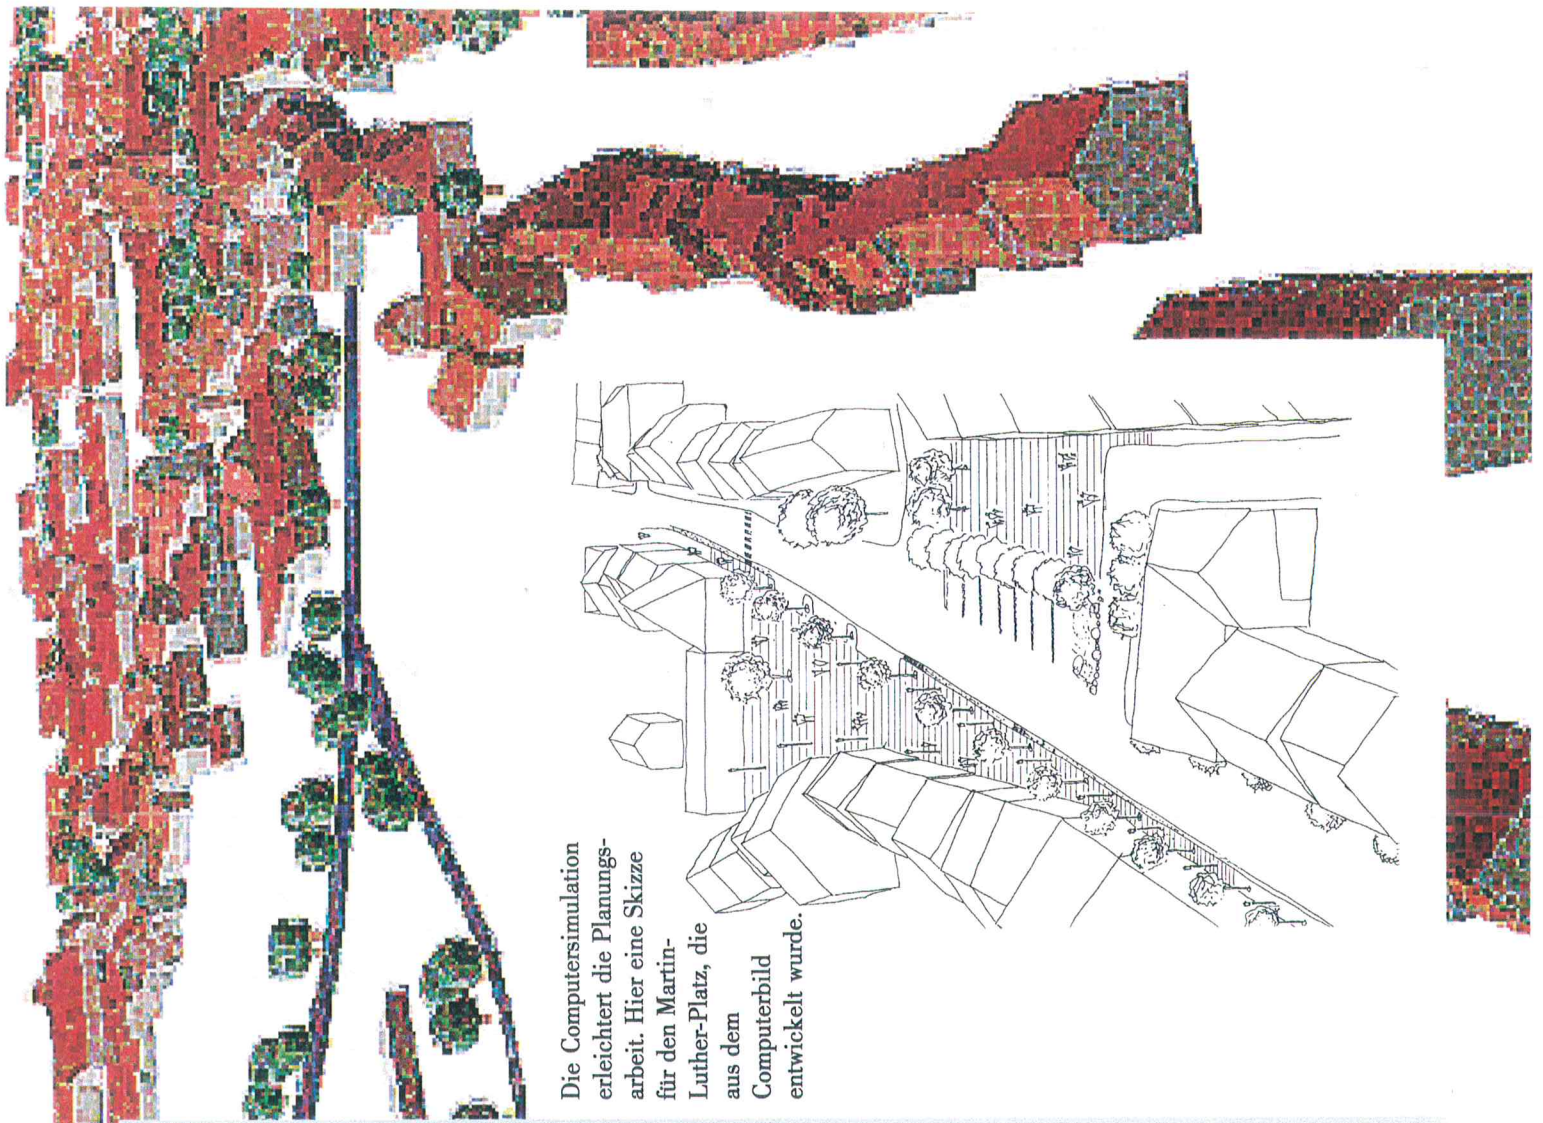 Die Computersimulation
erleichtert die Planungs-
arbeit. Hier eine Skizze
für den Martin-
Luther-Platz, die
aus dem
Computerbild
entwickelt wurde.